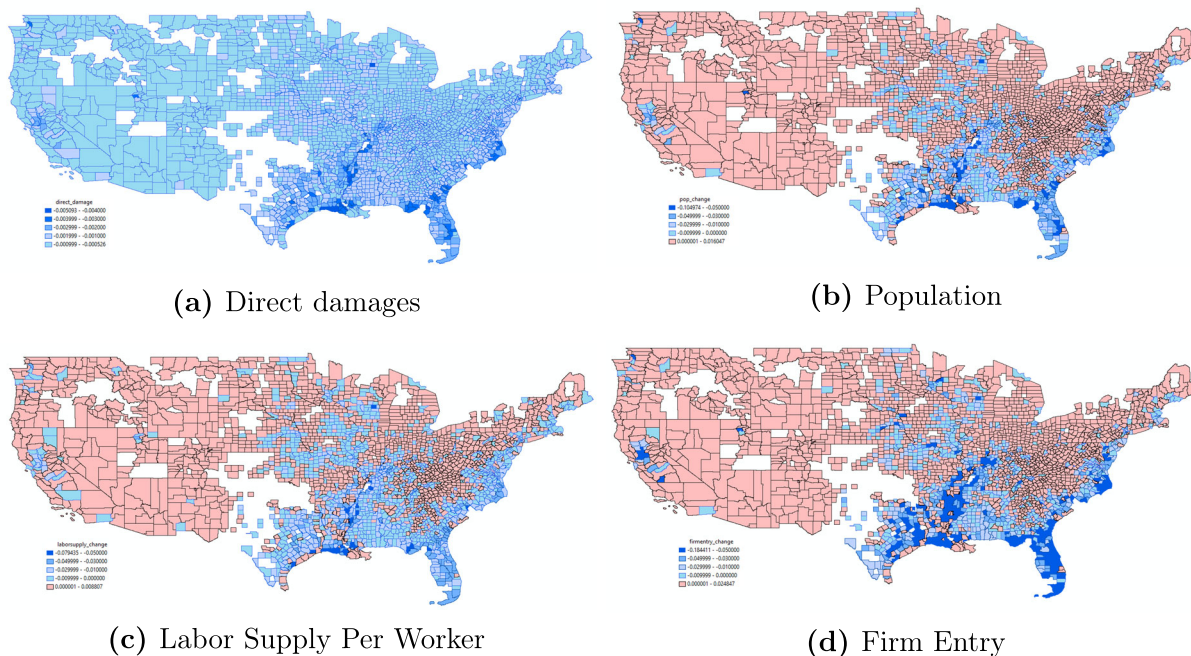 direct_damage
-0.005093 - -0.004000
-0.003999 - -0.003000
-0.002999 - -0.002000
-0.001999 - -0.001000
-0.000999 - -0.000526
(a) Direct damages
pop_change
-0.104974 - -0.050000
-0.049999 - -0.030000
-0.029999 - -0.010000
-0.009999 - 0.000000
0.000001 - 0.016047
(b) Population
laborsupply_change
-0.079435 - -0.050000
-0.049999 - -0.030000
-0.029999 - -0.010000
-0.009999 - 0.000000
0.000001 - 0.008807
(c) Labor Supply Per Worker
firmentry_change
-0.184411 - -0.050000
-0.049999 - -0.030000
-0.029999 - -0.010000
-0.009999 - 0.000000
0.000001 - 0.024847
(d) Firm Entry